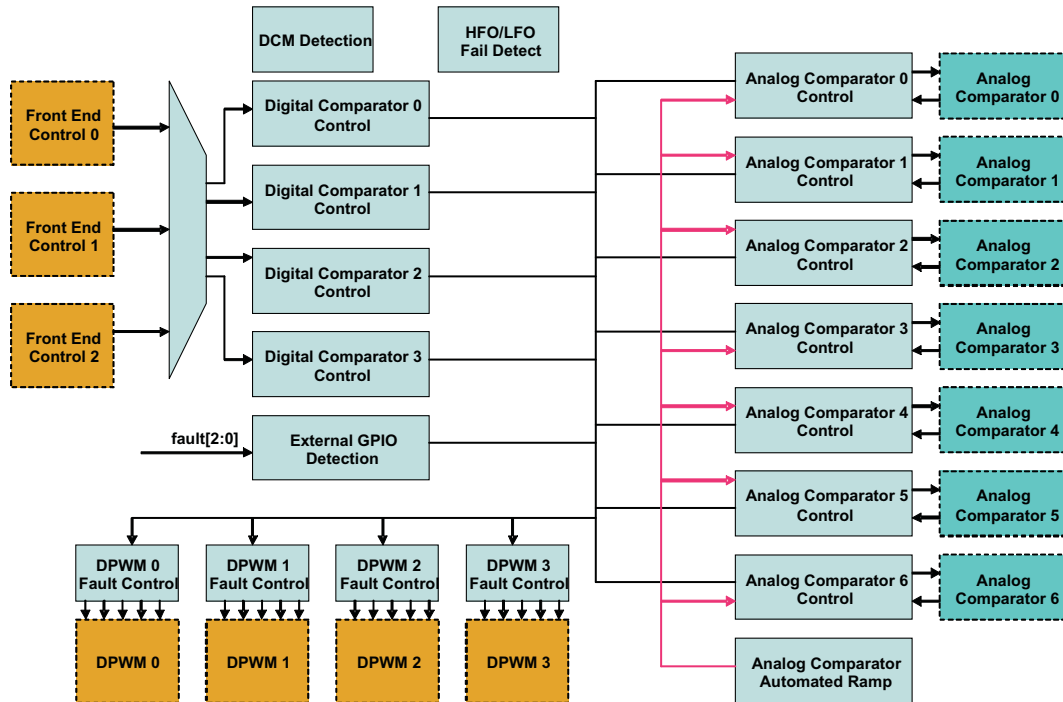 DCM Detection
HFO/LFO
Fail Detect
Front End
Control 0
Front End
Control 1
Front End
Control 2
Digital Comparator 0
Control
Digital Comparator 1
Control
Digital Comparator 2
Control
Digital Comparator 3
Control
fault[2:0]
External GPIO
Detection
Analog Comparator 0
Control
Analog
Comparator 0
Analog Comparator 1
Control
Analog
Comparator 1
Analog Comparator 2
Control
Analog
Comparator 2
Analog Comparator 3
Control
Analog
Comparator 3
Analog Comparator 4
Control
Analog
Comparator 4
Analog Comparator 5
Control
Analog
Comparator 5
Analog Comparator 6
Control
Analog
Comparator 6
Analog Comparator
Automated Ramp
DPWM 0
Fault Control
DPWM 1
Fault Control
DPWM 2
Fault Control
DPWM 3
Fault Control
DPWM 0
DPWM 1
DPWM 2
DPWM 3